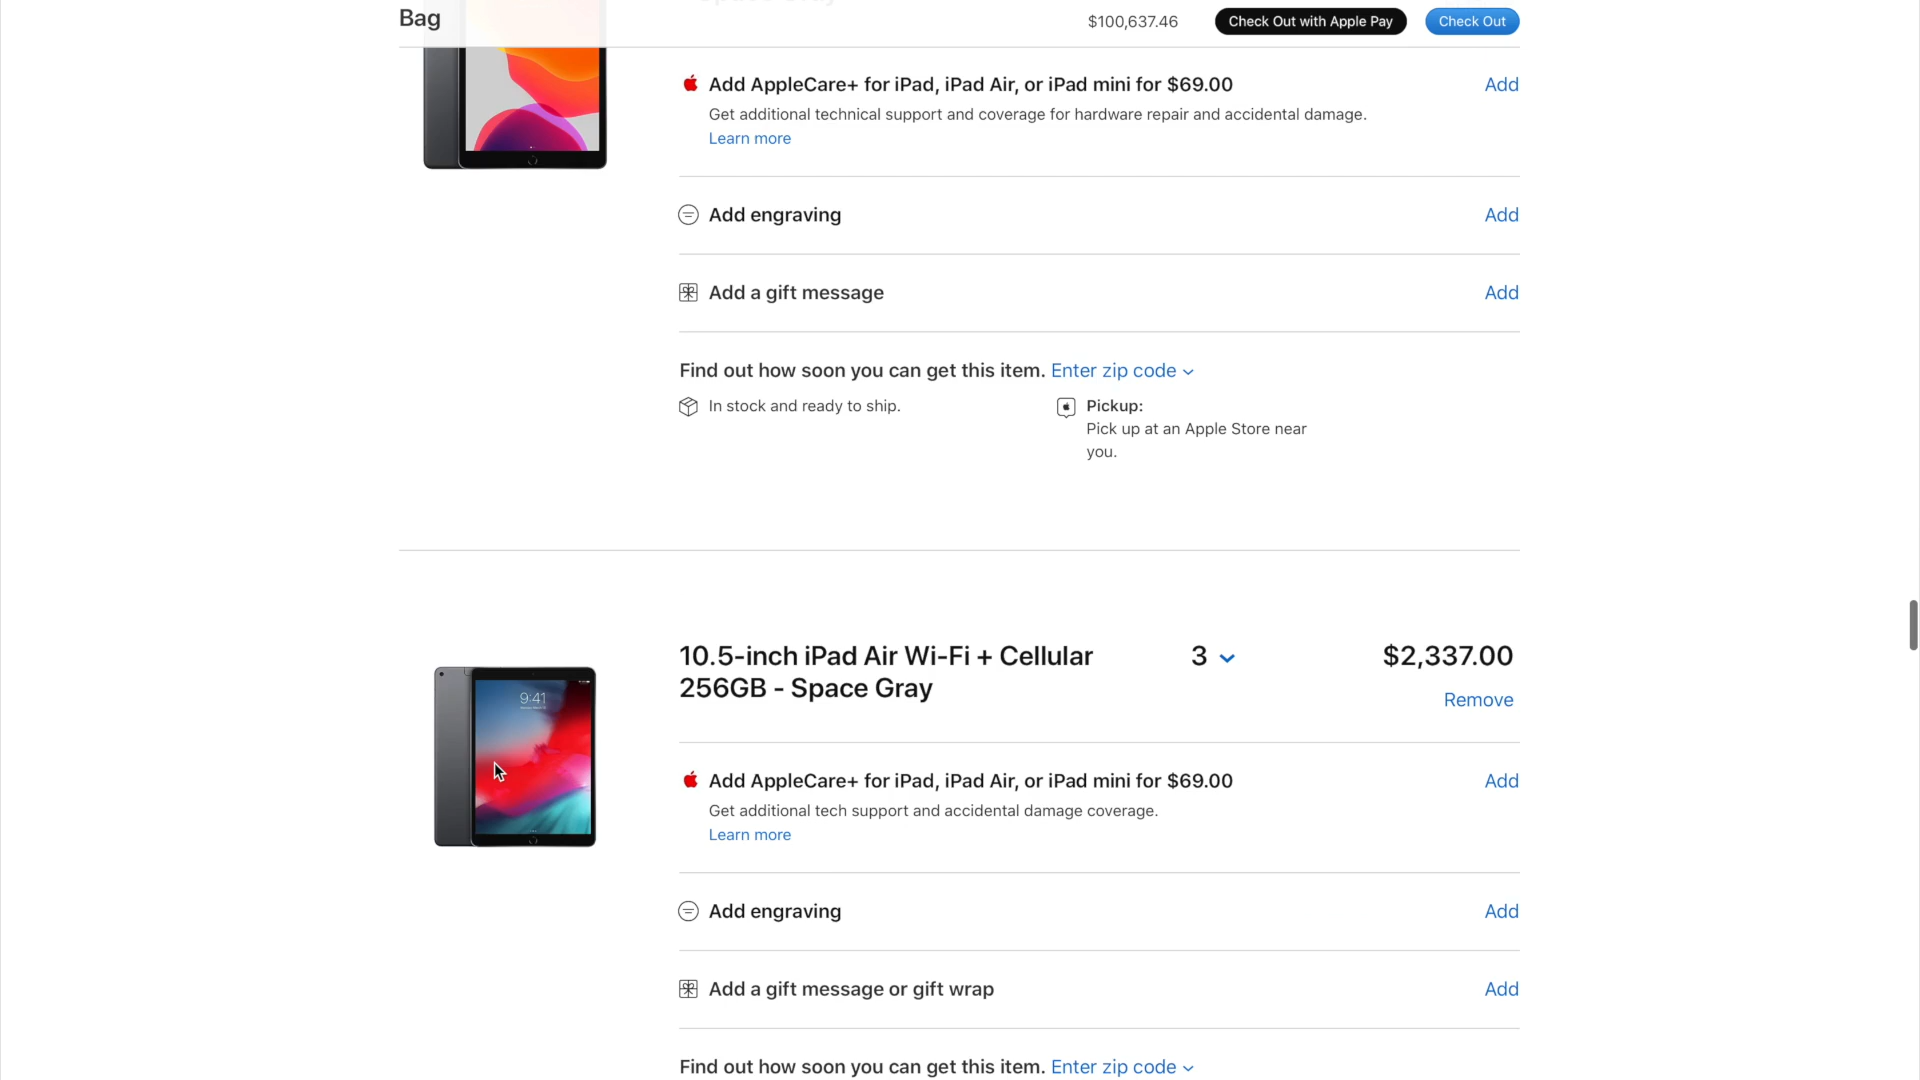 Bag
$100,637.46
Check Out with Apple Pay
Check Out
Add AppleCare+ for iPad, iPad Air, or iPad mini for $69.00
Add
Get additional technical support and coverage for hardware repair and accidental damage.
Learn more
Add engraving
Add
Add a gift message
Add
Find out how soon you can get this item. Enter zip code
In stock and ready to ship.
Pickup:
Pick up at an Apple Store near
you.
10.5-inch iPad Air Wi-Fi + Cellular
256GB - Space Gray
3
$2,337.00
Remove
9:41
Add AppleCare+ for iPad, iPad Air, or iPad mini for $69.00
Add
Get additional tech support and accidental damage coverage.
Learn more
Add engraving
Add
Add a gift message or gift wrap
Add
Find out how soon you can get this item. Enter zip code